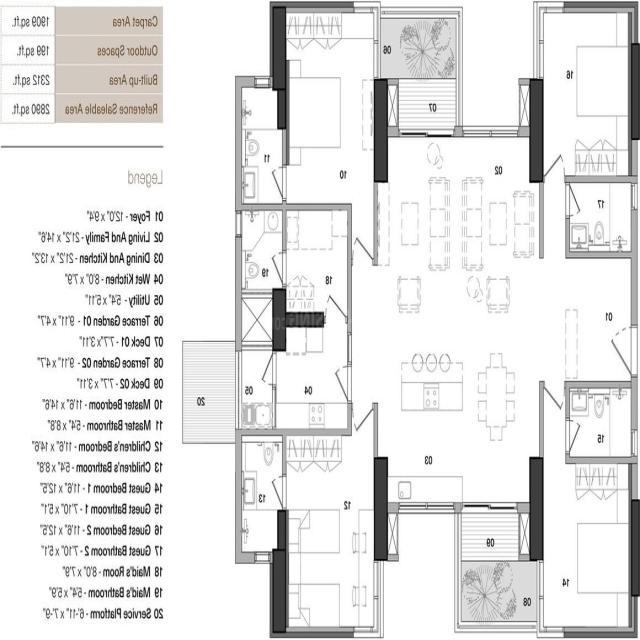 Carpet Area 1909 sq.ft.
Outdoor Spaces 199 sq.ft.
Built-up Area 2312 sq.ft.
Reference Saleable Area 2890 sq.ft.
Legend
01 Foyer - 12'0" x 9'4"
02 Living And Family - 21'2" x 14'6"
03 Dining And Kitchen - 21'2" x 13'2"
04 Wet Kitchen - 8'0" x 7'9"
05 Utility - 5'4" x 5'11"
06 Terrace Garden 01 - 9'11" x 4'7"
07 Deck 01 - 7'7" x 3'11"
08 Terrace Garden 02 - 9'11" x 4'7"
09 Deck 02 - 7'7" x 3'11"
10 Master Bedroom - 11'6" x 14'6"
11 Master Bathroom - 5'4" x 8'8"
12 Children's Bedroom - 11'6" x 14'6"
13 Children's Bathroom - 5'4" x 8'8"
14 Guest Bedroom 1 - 11'6" x 12'5"
15 Guest Bathroom 1 - 7'10" x 5'1"
16 Guest Bedroom 2 - 11'6" x 12'5"
17 Guest Bathroom 2 - 7'10" x 5'1"
18 Maid's Room - 8'0" x 7'9"
19 Maid's Bathroom - 5'4" x 5'9"
20 Service Platform - 6'-11" x 7'-9"
06
16
07
02
11
10
17
19
18
01
20
05
04
15
03
13
12
09
14
08